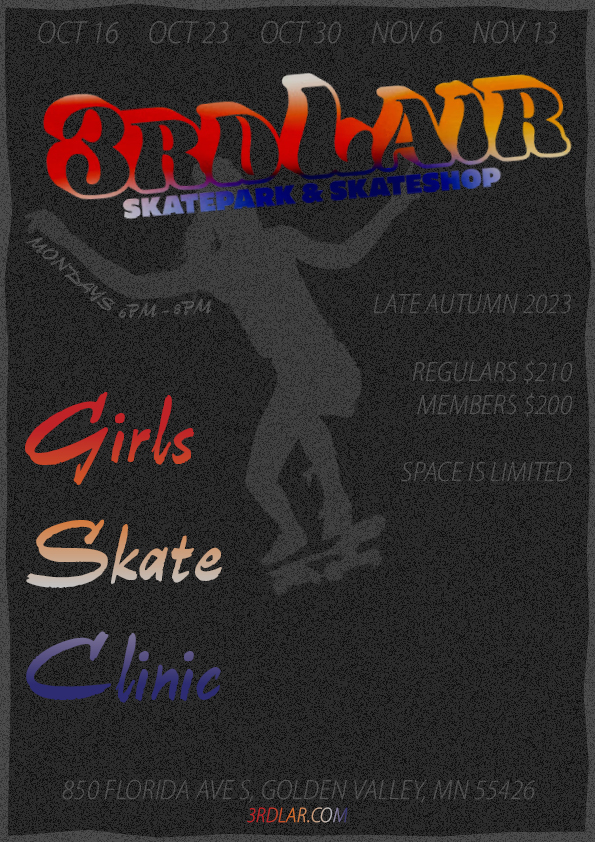 OCT 16 OCT 23 OCT 30 NOV 6 NOV 13
3RD LAIR
SKATEPARK & SKATESHOP
MONDAYS 6PM - 8PM
LATE AUTUMN 2023
REGULARS $210
MEMBERS $200
SPACE IS LIMITED
Girls
Skate
Clinic
850 FLORIDA AVE S, GOLDEN VALLEY, MN 55426
3RDLAR.COM